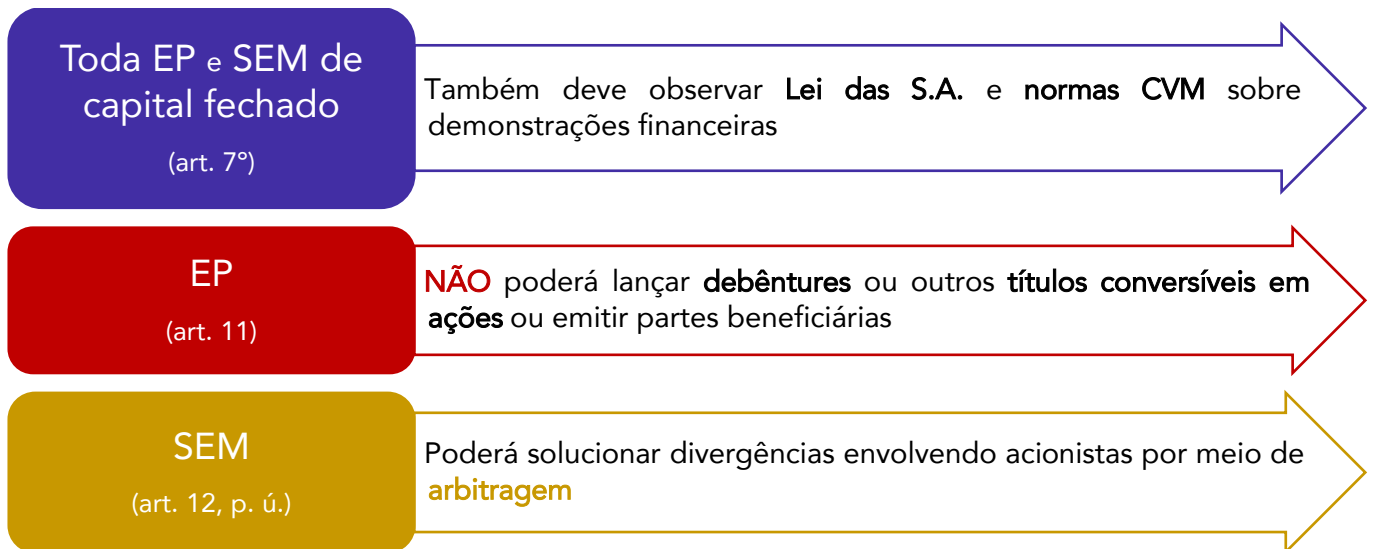 Toda EP e SEM de
capital fechado
(art. 7°)
Também deve observar Lei das S.A. e normas CVM sobre
demonstrações financeiras
EP
(art. 11)
NÃO poderá lançar debêntures ou outros títulos conversíveis em
ações ou emitir partes beneficiárias
SEM
(art. 12, p. ú.)
Poderá solucionar divergências envolvendo acionistas por meio de
arbitragem